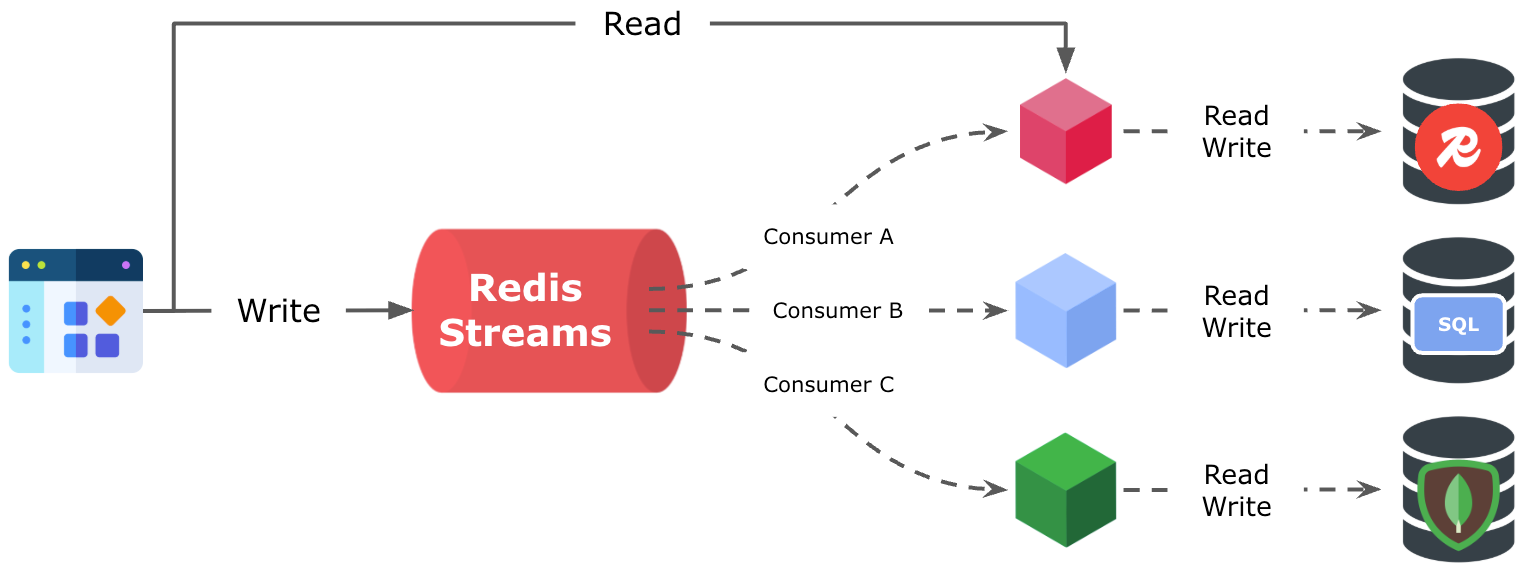 Read
Write
Redis
Streams
Consumer A
Consumer B
Consumer C
Read
Write
Read
Write
Read
Write
R
SQL